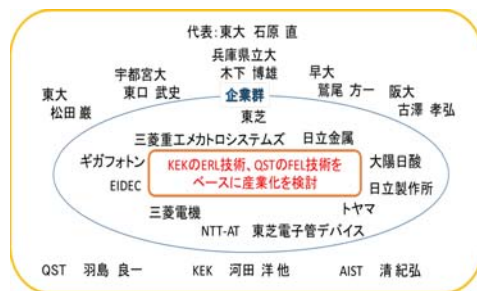 代表:東大 石原 直
兵庫県立大
木下 博雄
宇都宮大
東口 武史
早大
鷲尾 方一
東大
松田 巌
阪大
古澤 孝弘
企業群
東芝
三菱重工メカトロシステムズ 日立金属
ギガフォトン
KEKのERL技術、QSTのFEL技術を
ベースに産業化を検討
大陽日酸
EIDEC
日立製作所
三菱電機
トヤマ
NTT-AT 東芝電子管デバイス
QST 羽島 良一 KEK 河田 洋 他 AIST 清 紀弘